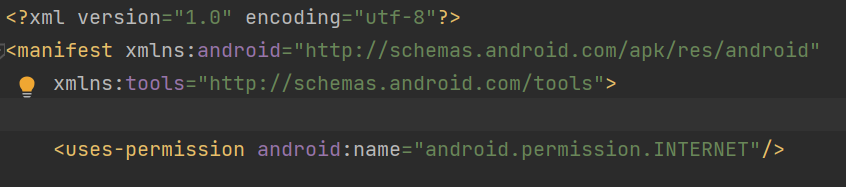 <?xml version="1.0" encoding="utf-8"?>
<manifest xmlns:android="http://schemas.android.com/apk/res/android"
xmlns:tools="http://schemas.android.com/tools">
<uses-permission android:name="android.permission.INTERNET"/>